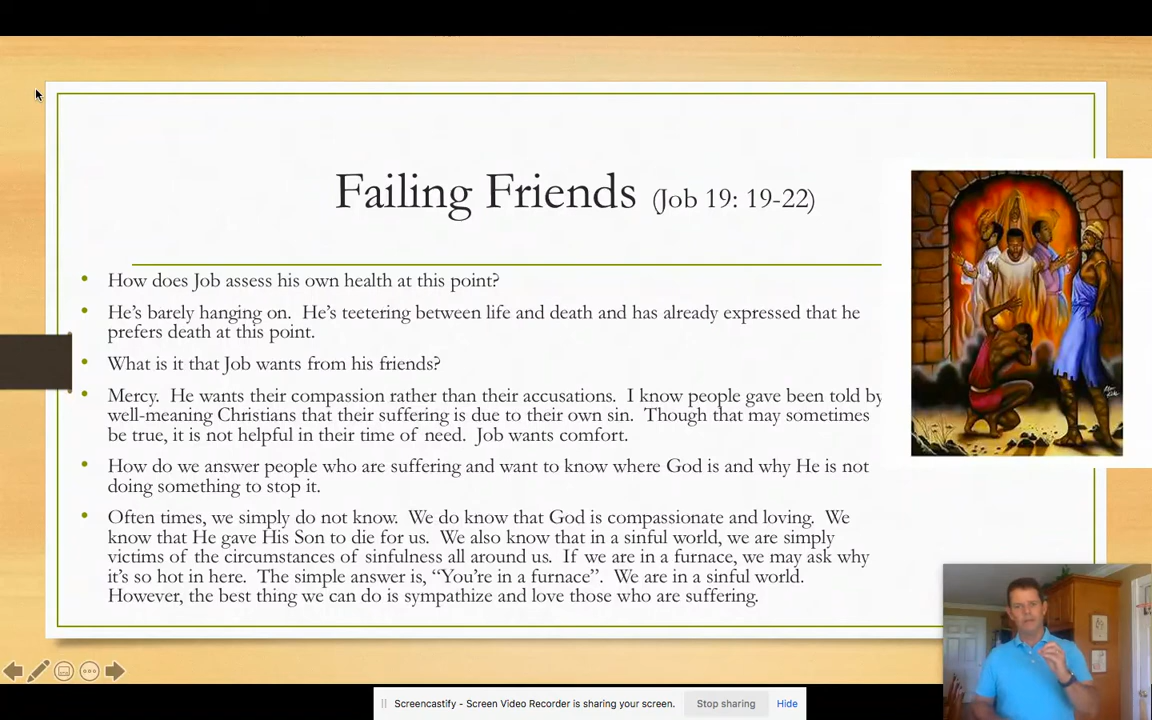 Failing Friends (Job 19: 19-22)
How does Job assess his own health at this point?
He’s barely hanging on.  He’s teetering between life and death and has already expressed that he
prefers death at this point.
What is it that Job wants from his friends?
Mercy.  He wants their compassion rather than their accusations.  I know people gave been told by
well-meaning Christians that their suffering is due to their own sin.  Though that may sometimes
be true, it is not helpful in their time of need.  Job wants comfort.
How do we answer people who are suffering and want to know where God is and why He is not
doing something to stop it.
Often times, we simply do not know.  We do know that God is compassionate and loving.  We
know that He gave His Son to die for us.  We also know that in a sinful world, we are simply
victims of the circumstances of sinfulness all around us.  If we are in a furnace, we may ask why
it’s so hot in here.  The simple answer is, “You’re in a furnace”.  We are in a sinful world.
However, the best thing we can do is sympathize and love those who are suffering.
Screencastify - Screen Video Recorder is sharing your screen.
Stop sharing
Hide